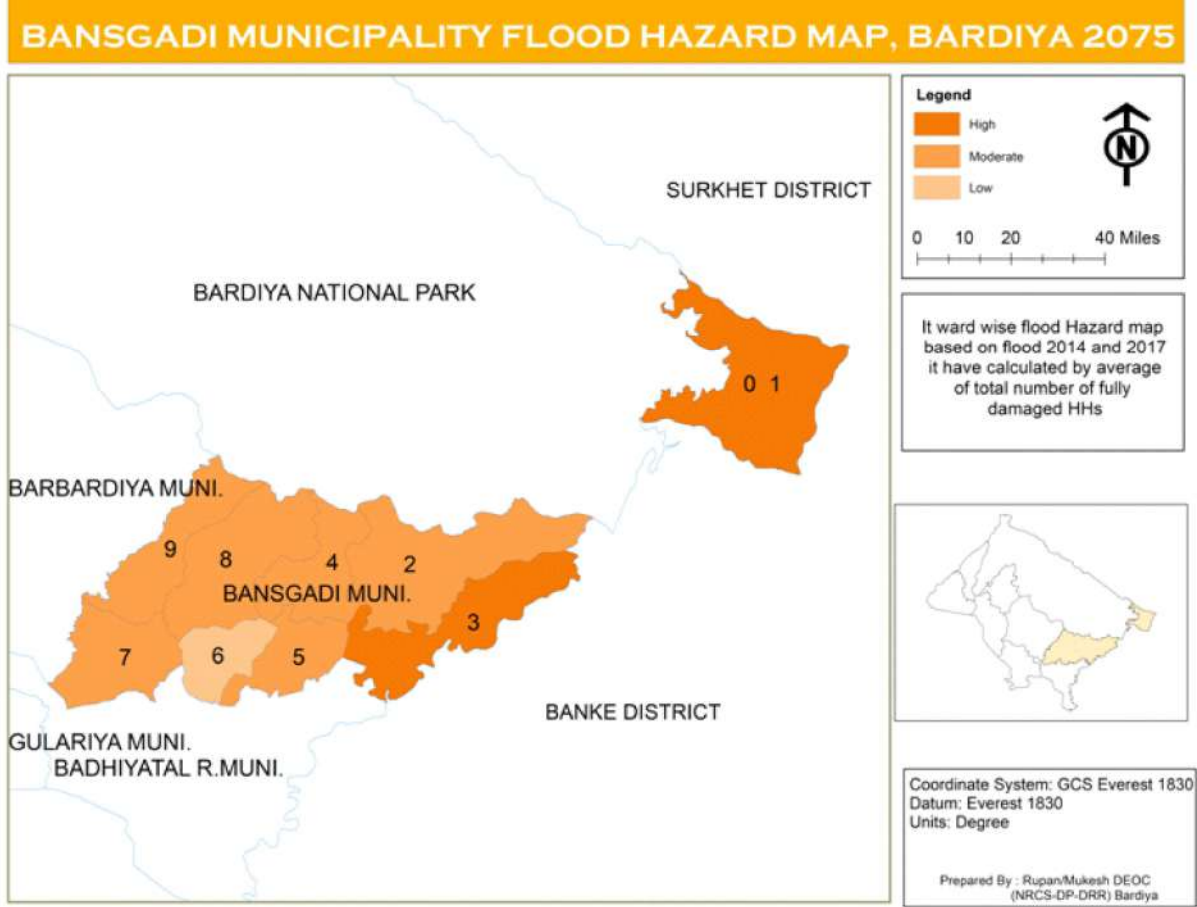 BANSGADI MUNICIPALITY FLOOD HAZARD MAP, BARDIYA 2075
Legend
High
Moderate
Low
N
0 10 20 40 Miles
SURKHET DISTRICT
BARDIYA NATIONAL PARK
It ward wise flood Hazard map
based on flood 2014 and 2017
it have calculated by average
of total number of fully
damaged HHs
0 1
BARBARDIYA MUNI.
9
8
4
2
BANSGADI MUNI.
3
7
6
5
BANKE DISTRICT
GULARIYA MUNI.
BADHIYATAL R.MUNI.
Coordinate System: GCS Everest 1830
Datum: Everest 1830
Units: Degree
Prepared By : Rupan/Mukesh DEOC
(NRCS-DP-DRR) Bardiya